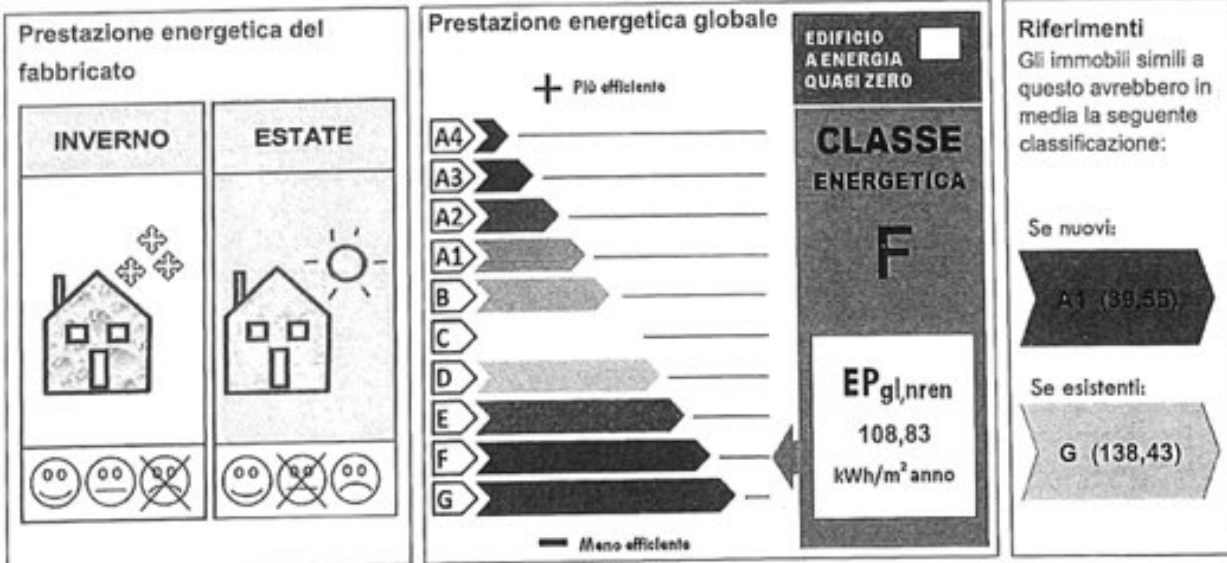 Prestazione energetica del
fabbricato
INVERNO
ESTATE
Prestazione energetica globale
Più efficiente
A4
A3
A2
A1
B
C
D
E
F
G
Meno efficiente
EDIFICIO
A ENERGIA
QUASI ZERO
CLASSE
ENERGETICA
F
EPgl,nren
108,83
kWh/m² anno
Riferimenti
Gli immobili simili a
questo avrebbero in
media la seguente
classificazione:
Se nuovi:
A1 (39,55)
Se esistenti:
G (138,43)